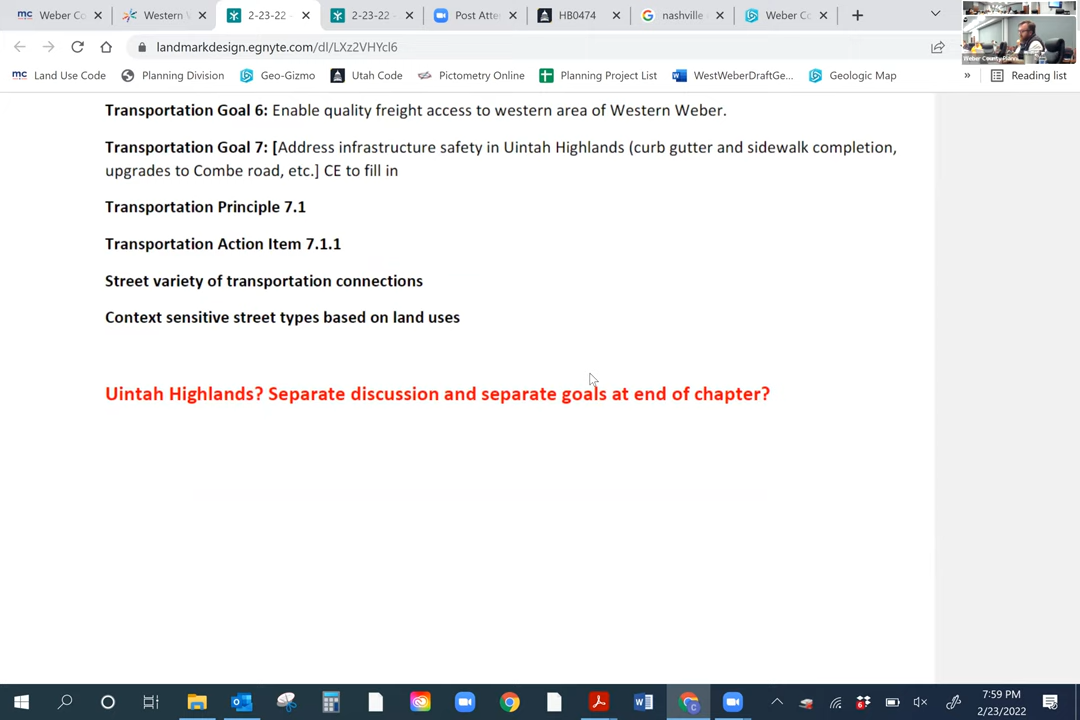 Weber Co
Western V
2-23-22 -
2-23-22 -
Post Atte
HB0474
nashville -
Weber Co
landmarkdesign.egnyte.com/dl/LXz2VHYcl6
mc Land Use Code
Planning Division
Geo-Gizmo
Utah Code
Pictometry Online
Planning Project List
WestWeberDraftGe...
Geologic Map
»
Reading list
Transportation Goal 6: Enable quality freight access to western area of Western Weber.
Transportation Goal 7: [Address infrastructure safety in Uintah Highlands (curb gutter and sidewalk completion,
upgrades to Combe road, etc.] CE to fill in
Transportation Principle 7.1
Transportation Action Item 7.1.1
Street variety of transportation connections
Context sensitive street types based on land uses
Uintah Highlands? Separate discussion and separate goals at end of chapter?
7:59 PM
2/23/2022